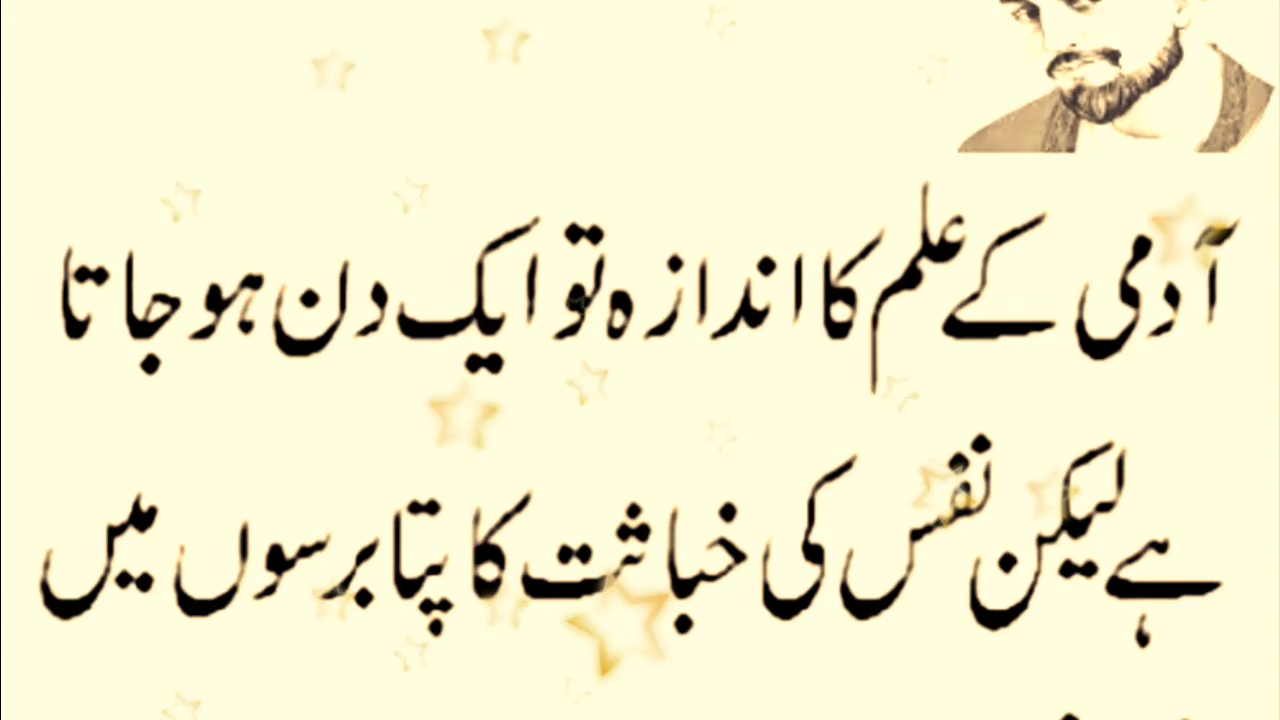 آدمی کے علم کا اندازہ تو ایک دن ہو جاتا
ہے لیکن نفس کی خباثت کا پتا برسوں میں